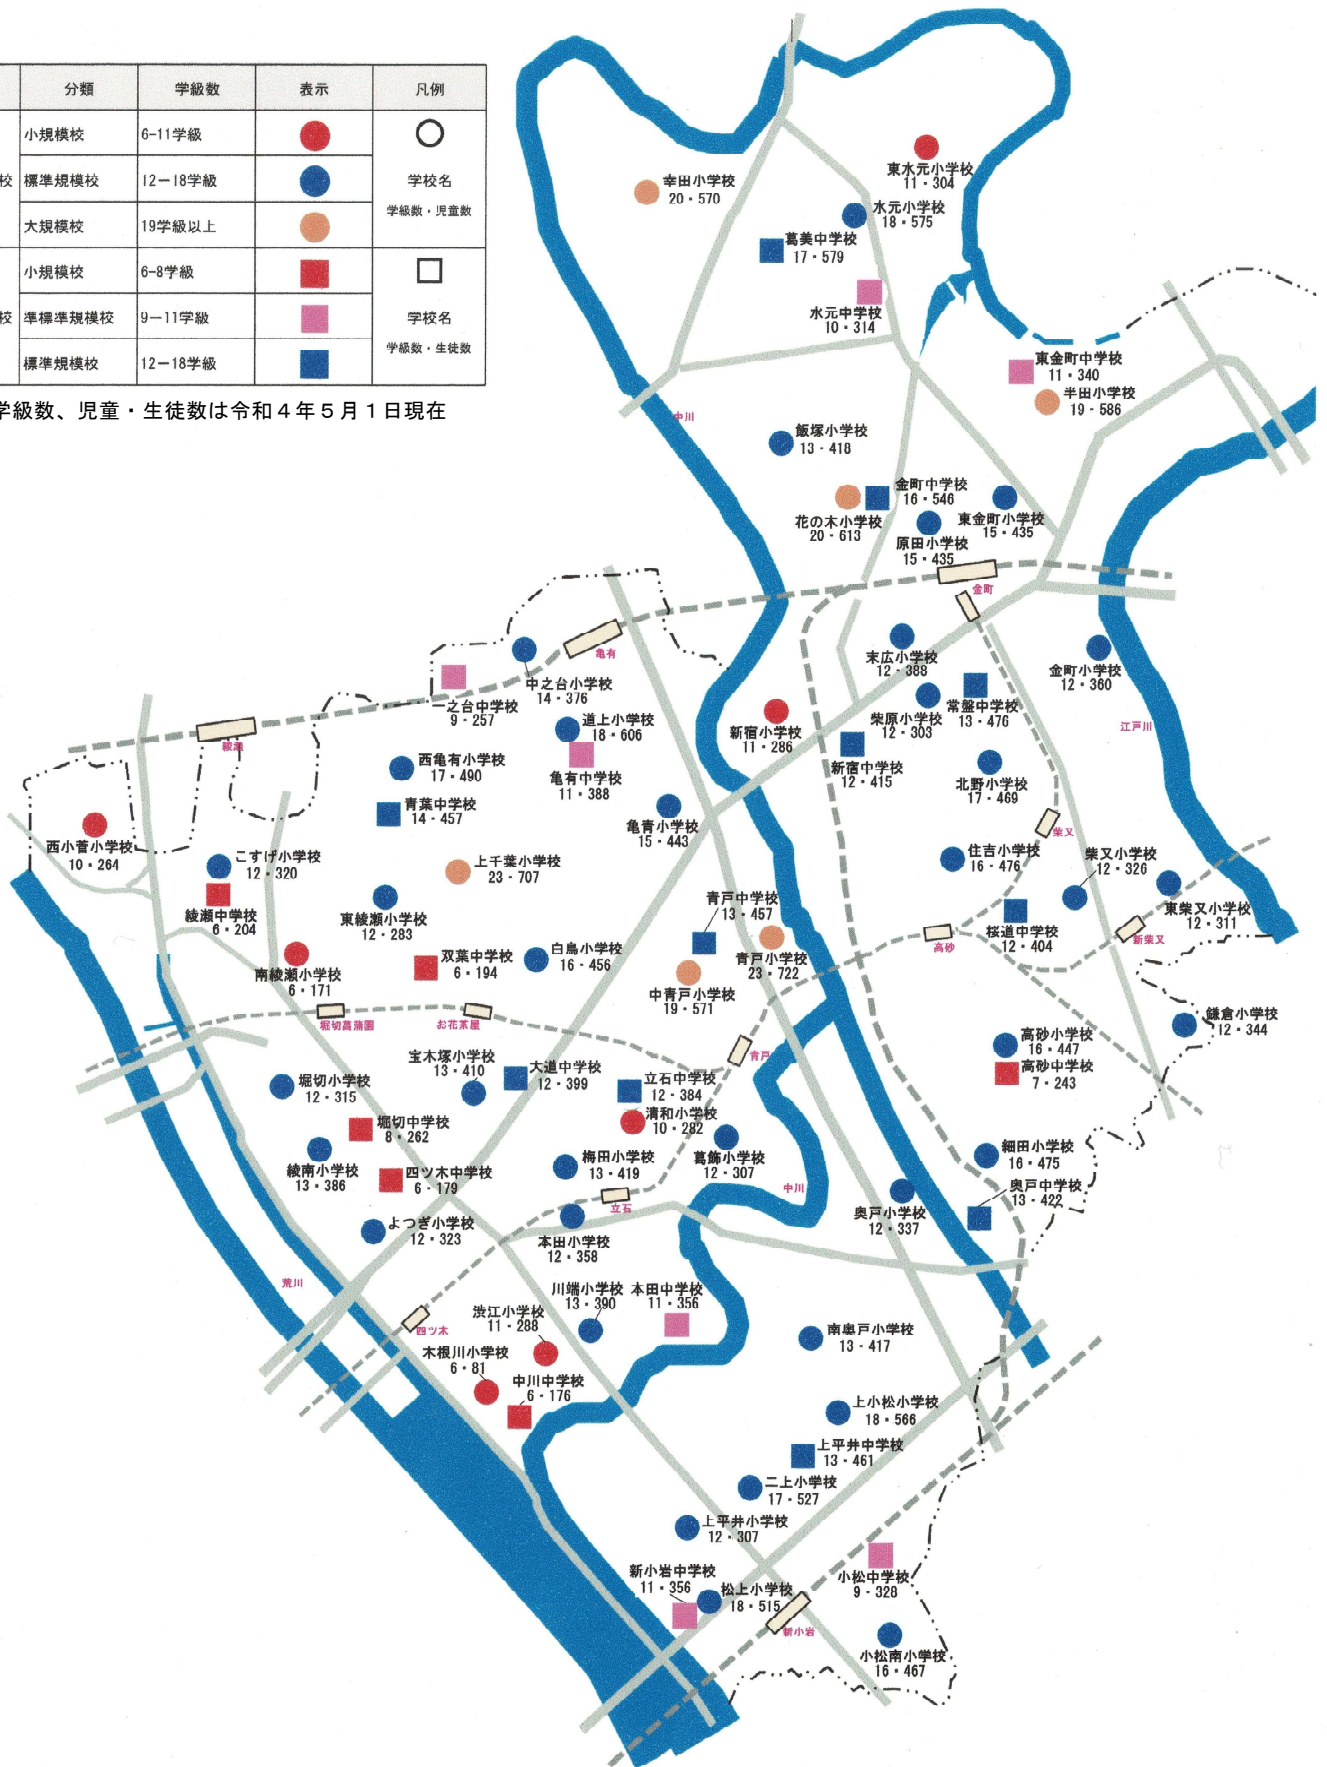 分類 学級数 表示 凡例
小規模校 6-11学級
校 標準規模校 12－18学級 学校名
学級数・児童数
大規模校 19学級以上
小規模校 6-8学級
校 準標準規模校 9－11学級 学校名
学級数・生徒数
標準規模校 12－18学級
学級数、児童・生徒数は令和４年５月１日現在
東水元小学校
11・304
幸田小学校
20・570
水元小学校
18・575
葛美中学校
17・579
水元中学校
10・314
東金町中学校
11・340
半田小学校
19・586
中川
飯塚小学校
13・418
金町中学校
16・546
花の木小学校
20・613
東金町小学校
15・435
原田小学校
15・435
金町
亀有
末広小学校
12・388
金町小学校
12・360
中之台小学校
14・376
一之台中学校
9・257
道上小学校
18・606
亀有中学校
11・388
新宿小学校
11・286
柴原小学校
12・303
常盤中学校
13・476
江戸川
綾瀬
西亀有小学校
17・490
新宿中学校
12・415
北野小学校
17・469
青葉中学校
14・457
亀青小学校
15・443
柴又
西小菅小学校
10・264
こすげ小学校
12・320
上千葉小学校
23・707
住吉小学校
16・476
柴又小学校
12・326
綾瀬中学校
6・204
東綾瀬小学校
12・283
青戸中学校
13・457
東柴又小学校
12・311
桜道中学校
12・404
高砂
新柴又
南綾瀬小学校
6・171
双葉中学校
6・194
白鳥小学校
16・456
青戸小学校
23・722
中青戸小学校
19・571
堀切菖蒲園
お花茶屋
鎌倉小学校
12・344
青戸
高砂小学校
16・447
高砂中学校
7・243
宝木塚小学校
13・410
大道中学校
12・399
立石中学校
12・384
堀切小学校
12・315
清和小学校
10・282
堀切中学校
8・262
綾南小学校
13・386
梅田小学校
13・419
葛飾小学校
12・307
細田小学校
16・475
四ツ木中学校
6・179
中川
奥戸中学校
13・422
立石
奥戸小学校
12・337
よつぎ小学校
12・323
本田小学校
12・358
荒川
川端小学校
13・390
本田中学校
11・356
渋江小学校
11・288
四ツ木
南奥戸小学校
13・417
木根川小学校
6・81
中川中学校
6・176
上小松小学校
18・566
上平井中学校
13・461
二上小学校
17・527
上平井小学校
12・307
新小岩中学校
11・356
松上小学校
18・515
小松中学校
9・328
新小岩
小松南小学校
16・467